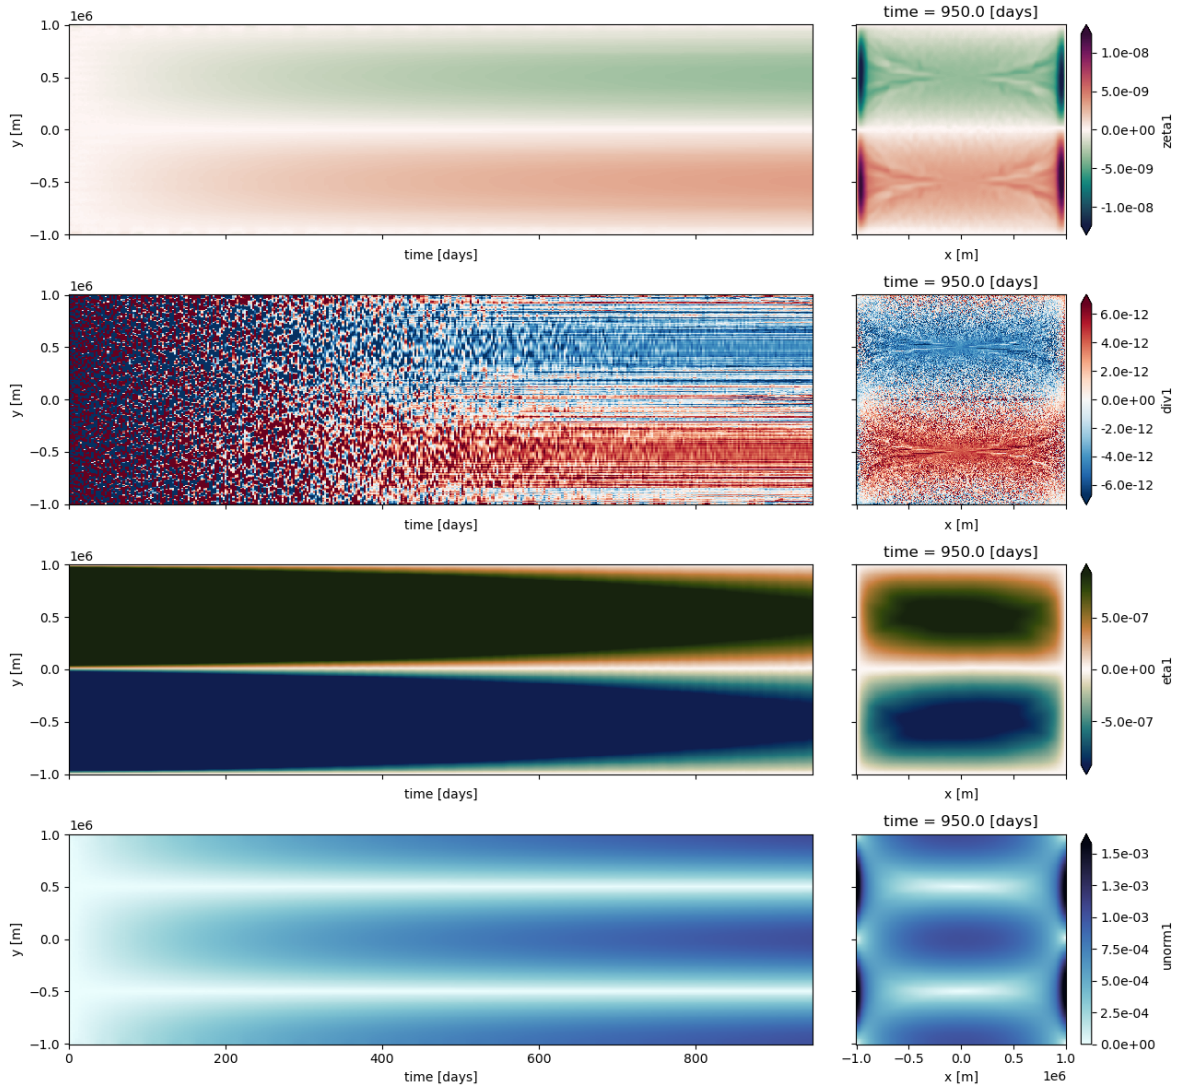 1e6
time = 950.0 [days]
1.0
0.5
0.0
−0.5
−1.0
y [m]
time [days]
x [m]
1.0e-08
5.0e-09
0.0e+00
-5.0e-09
-1.0e-08
zeta1
1e6
time = 950.0 [days]
1.0
0.5
0.0
−0.5
−1.0
y [m]
time [days]
x [m]
6.0e-12
4.0e-12
2.0e-12
0.0e+00
-2.0e-12
-4.0e-12
-6.0e-12
div1
1e6
time = 950.0 [days]
1.0
0.5
0.0
−0.5
−1.0
y [m]
time [days]
x [m]
5.0e-07
0.0e+00
-5.0e-07
eta1
1e6
time = 950.0 [days]
1.0
0.5
0.0
−0.5
−1.0
y [m]
0 200 400 600 800
time [days]
−1.0 −0.5 0.0 0.5 1.0
x [m]
1e6
1.5e-03
1.3e-03
1.0e-03
7.5e-04
5.0e-04
2.5e-04
0.0e+00
unorm1